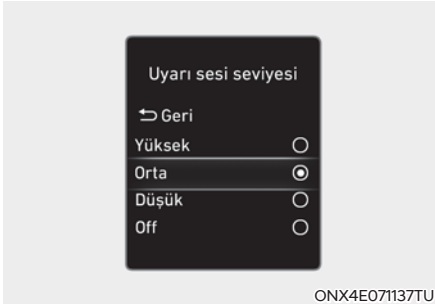 Uyarı sesi seviyesi
Geri
Yüksek
Orta
Düşük
Off
ONX4E071137TU